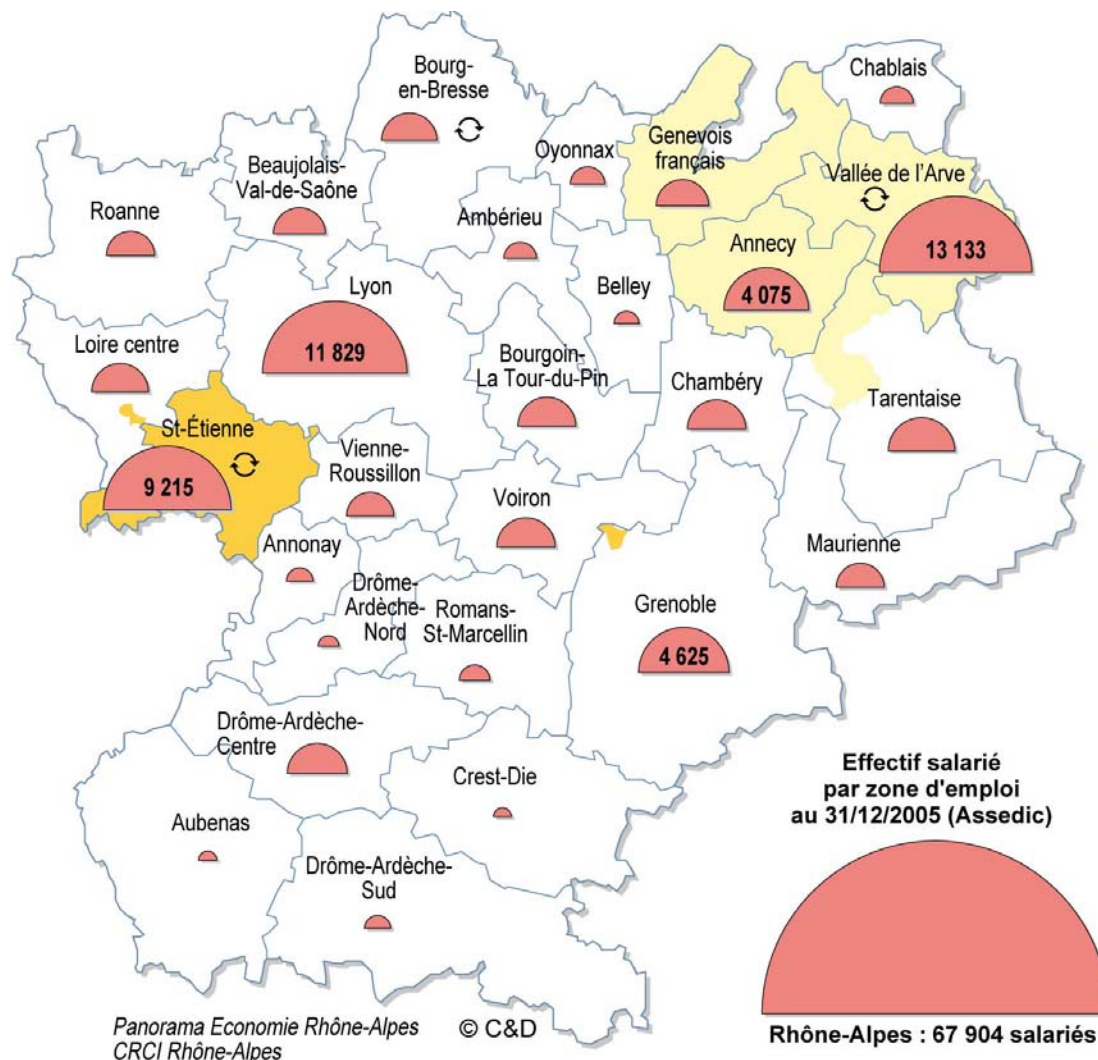 Bourg-
en-Bresse
Chablais
Oyonnax
Genevois
français
Beaujolais-
Val-de-Saône
Vallée de l'Arve
Roanne
Ambérieu
Annecy
13 133
Lyon
Belley
4 075
Loire centre
11 829
Bourgoin-
La Tour-du-Pin
Chambéry
Tarentaise
St-Étienne
Vienne-
Roussillon
9 215
Voiron
Annonay
Maurienne
Drôme-
Ardèche-
Nord
Romans-
St-Marcellin
Grenoble
4 625
Drôme-Ardèche-
Centre
Crest-Die
Effectif salarié
par zone d'emploi
au 31/12/2005 (Assedic)
Aubenas
Drôme-Ardèche-
Sud
Panorama Economie Rhône-Alpes
CRCI Rhône-Alpes
© C&D
Rhône-Alpes : 67 904 salariés